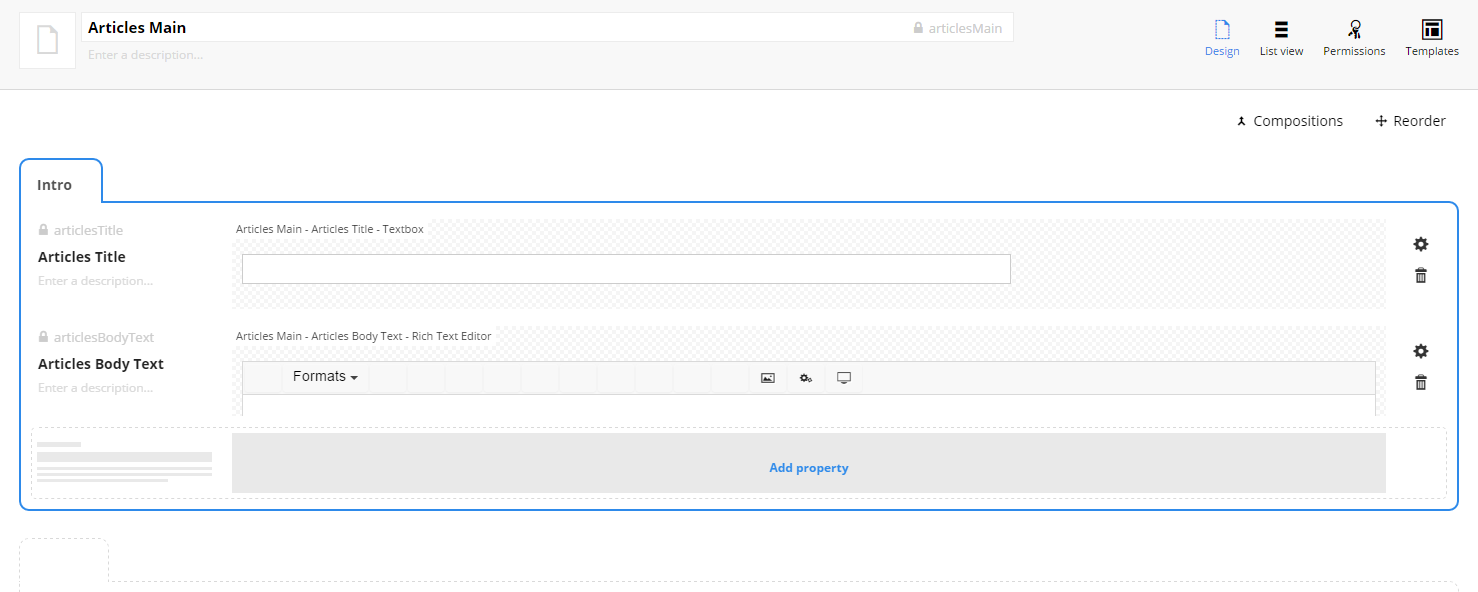 Articles Main
articlesMain
Enter a description...
Design
List view
Permissions
Templates
Compositions
Reorder
Intro
articlesTitle
Articles Title
Enter a description...
Articles Main - Articles Title - Textbox
articlesBodyText
Articles Body Text
Enter a description...
Articles Main - Articles Body Text - Rich Text Editor
Formats
Add property